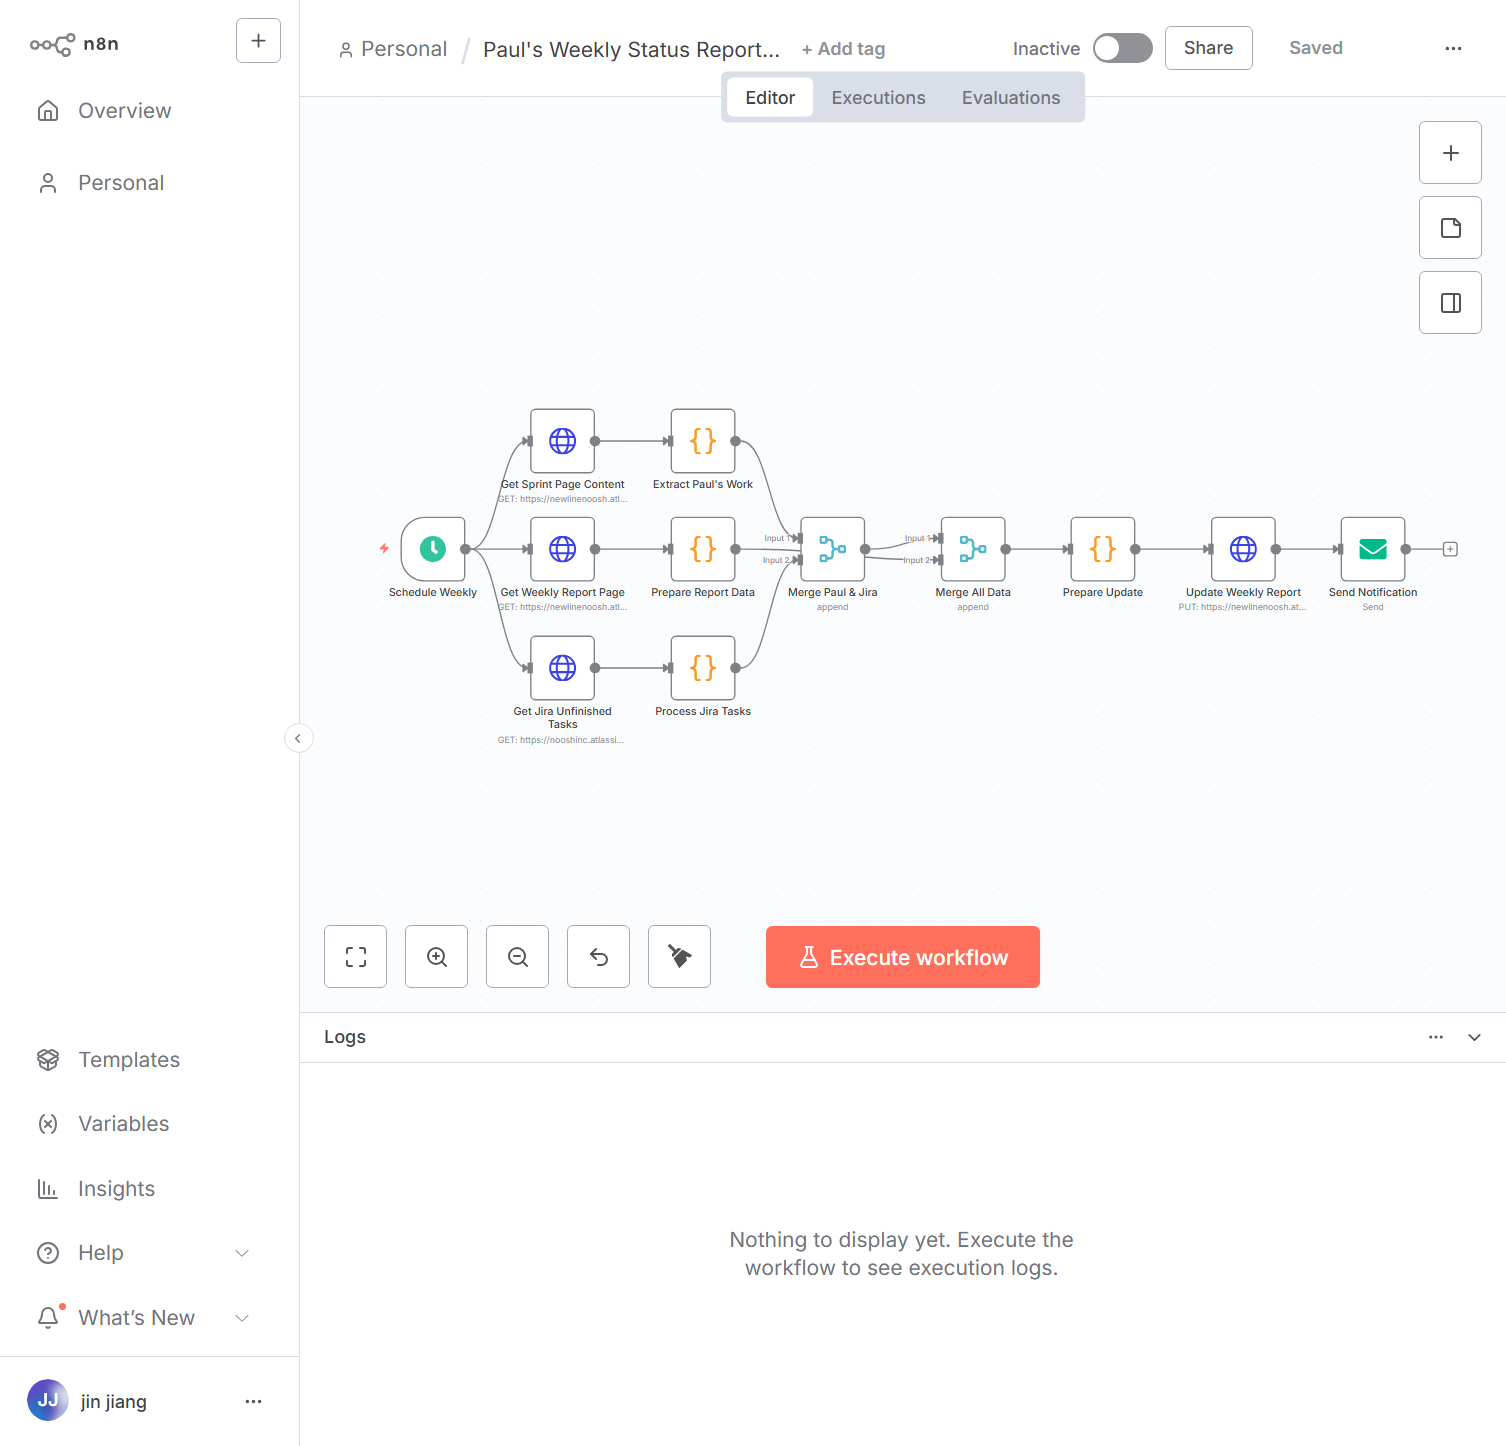 n8n
Overview
Personal
Templates
Variables
Insights
Help
What's New
JJ
jin jiang
Personal / Paul's Weekly Status Report...
+ Add tag
Inactive
Share
Saved
Editor
Executions
Evaluations
Get Sprint Page Content
GET: https://newlinenoosh.atl...
Extract Paul's Work
Schedule Weekly
Get Weekly Report Page
GET: https://newlinenoosh.atl...
Prepare Report Data
Input 1
Input 2
Merge Paul & Jira
append
Input 1
Input 2
Merge All Data
append
Prepare Update
Update Weekly Report
PUT: https://newlinenoosh.at...
Send Notification
Send
Get Jira Unfinished
Tasks
GET: https://nooshinc.atlassi...
Process Jira Tasks
Execute workflow
Logs
Nothing to display yet. Execute the
workflow to see execution logs.